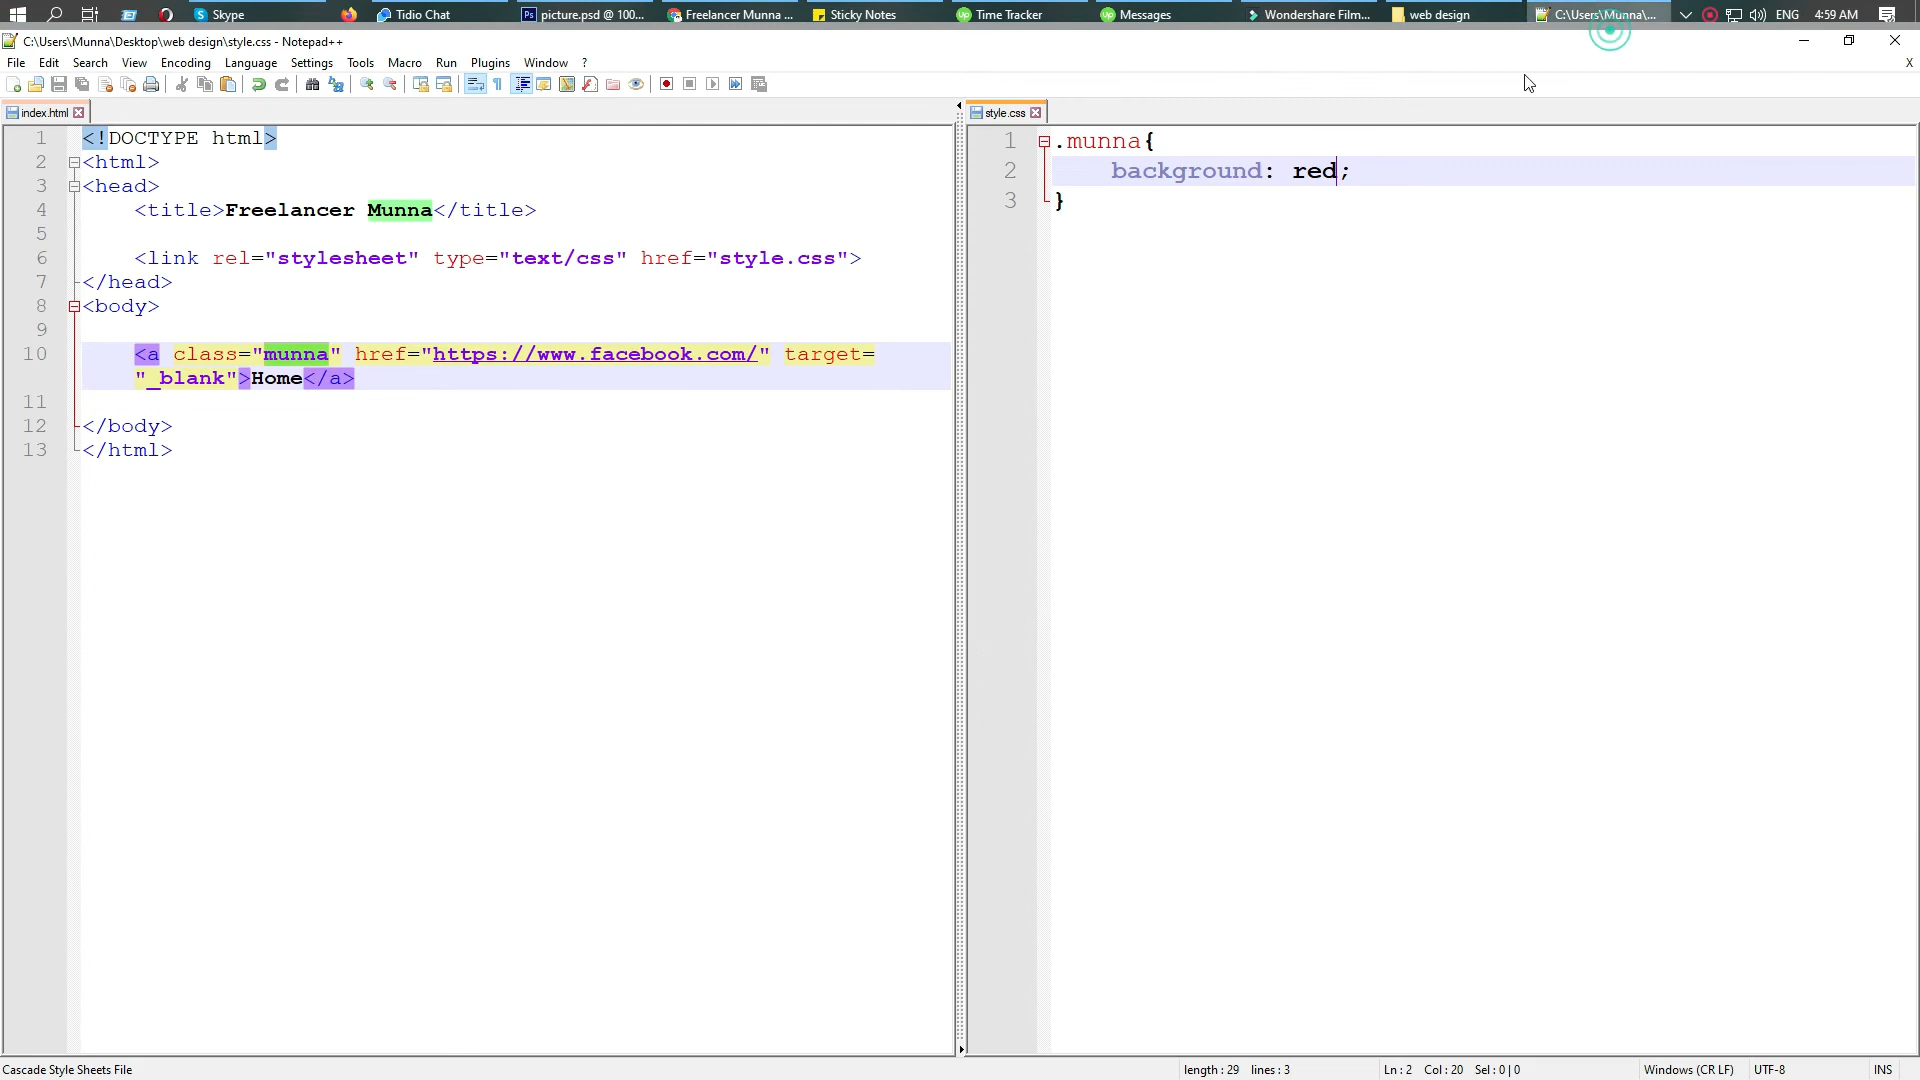 Skype Tidio Chat picture.psd @ 100... Freelancer Munna ... Sticky Notes Time Tracker Messages Wondershare Film... web design C:\Users\Munna\... ENG 4:59 AM
C:\Users\Munna\Desktop\web design\style.css - Notepad++
File Edit Search View Encoding Language Settings Tools Macro Run Plugins Window ? X
index.html
1 <!DOCTYPE html>
2 <html>
3 <head>
4 <title>Freelancer Munna</title>
5
6 <link rel="stylesheet" type="text/css" href="style.css">
7 </head>
8 <body>
9
10 <a class="munna" href="https://www.facebook.com/" target=
"_blank">Home</a>
11
12 </body>
13 </html>
style.css
1 .munna{
2 background: red;
3 }
Cascade Style Sheets File length : 29 lines : 3 Ln : 2 Col : 20 Sel : 0 | 0 Windows (CR LF) UTF-8 INS